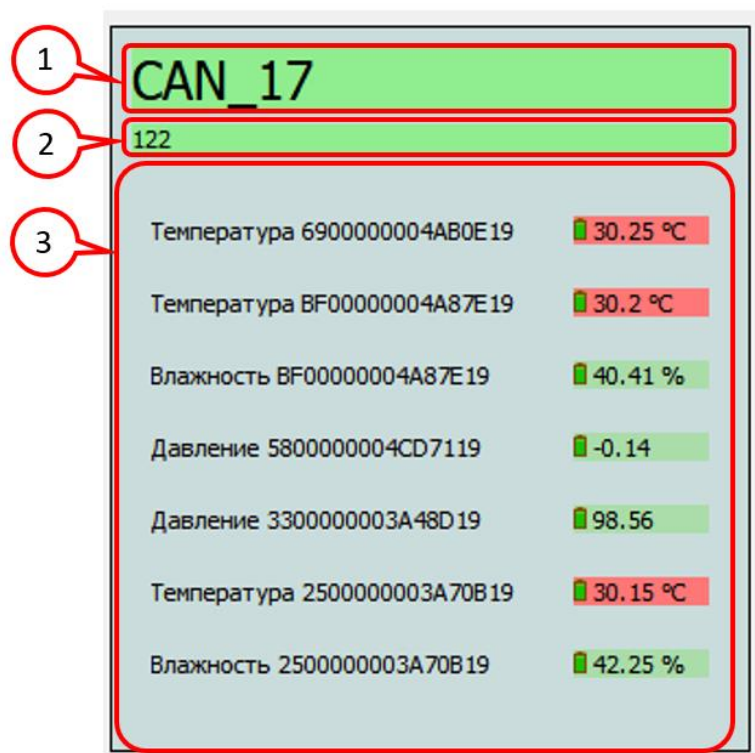 1
CAN_17
2
122
3
Температура 6900000004AB0E19 30.25 °C
Температура BF00000004A87E19 30.2 °C
Влажность BF00000004A87E19 40.41 %
Давление 5800000004CD7119 -0.14
Давление 3300000003A48D19 98.56
Температура 2500000003A70B19 30.15 °C
Влажность 2500000003A70B19 42.25 %